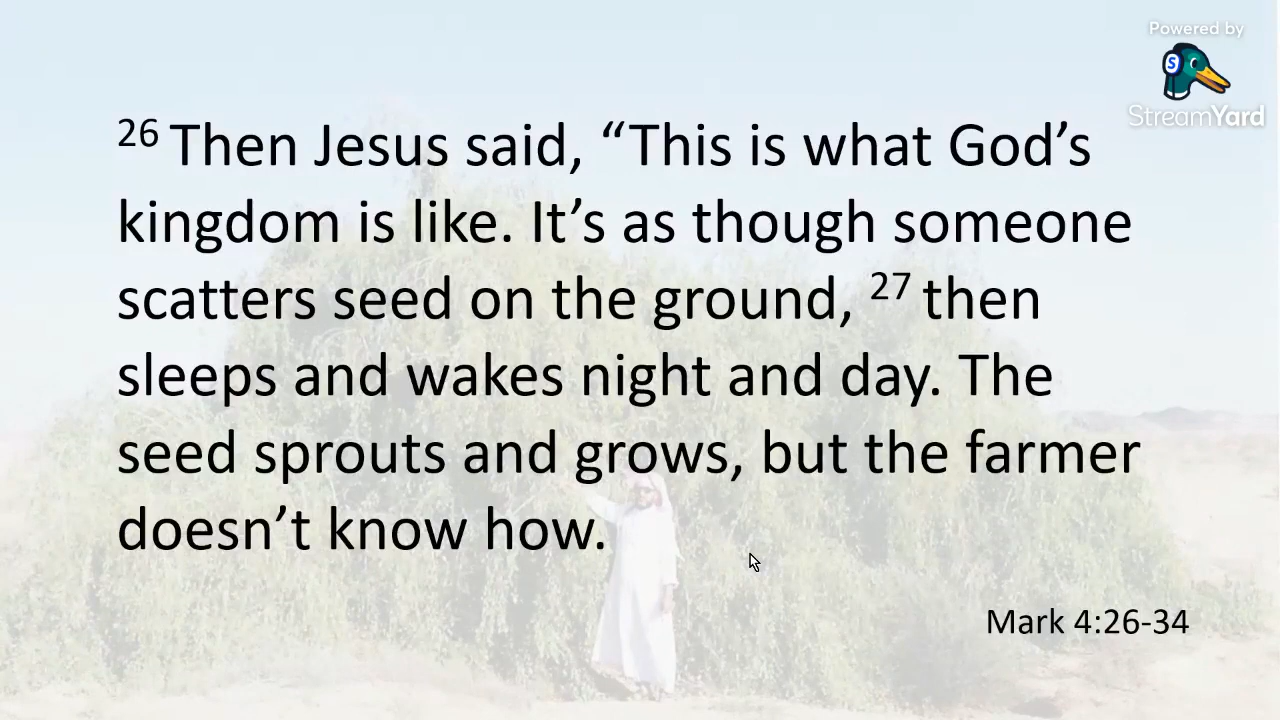 Powered by
StreamYard
26 Then Jesus said, “This is what God’s
kingdom is like. It’s as though someone
scatters seed on the ground, 27 then
sleeps and wakes night and day. The
seed sprouts and grows, but the farmer
doesn’t know how.
Mark 4:26-34